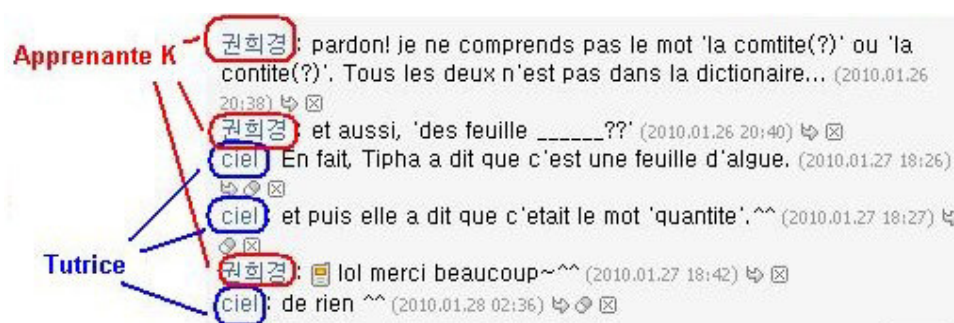 권희경: pardon! je ne comprends pas le mot 'la comtite(?)' ou 'la
Apprenante K
contite(?)'. Tous les deux n'est pas dans la dictionaire... (2010.01.26
20:38)
권희경: et aussi, 'des feuille ______??' (2010.01.26 20:40)
ciel: En fait, Tipha a dit que c'est une feuille d'algue. (2010.01.27 18:26)
ciel: et puis elle a dit que c'etait le mot 'quantite'.^^ (2010.01.27 18:27)
Tutrice
권희경: lol merci beaucoup~^^ (2010.01.27 18:42)
ciel: de rien ^^ (2010.01.28 02:36)